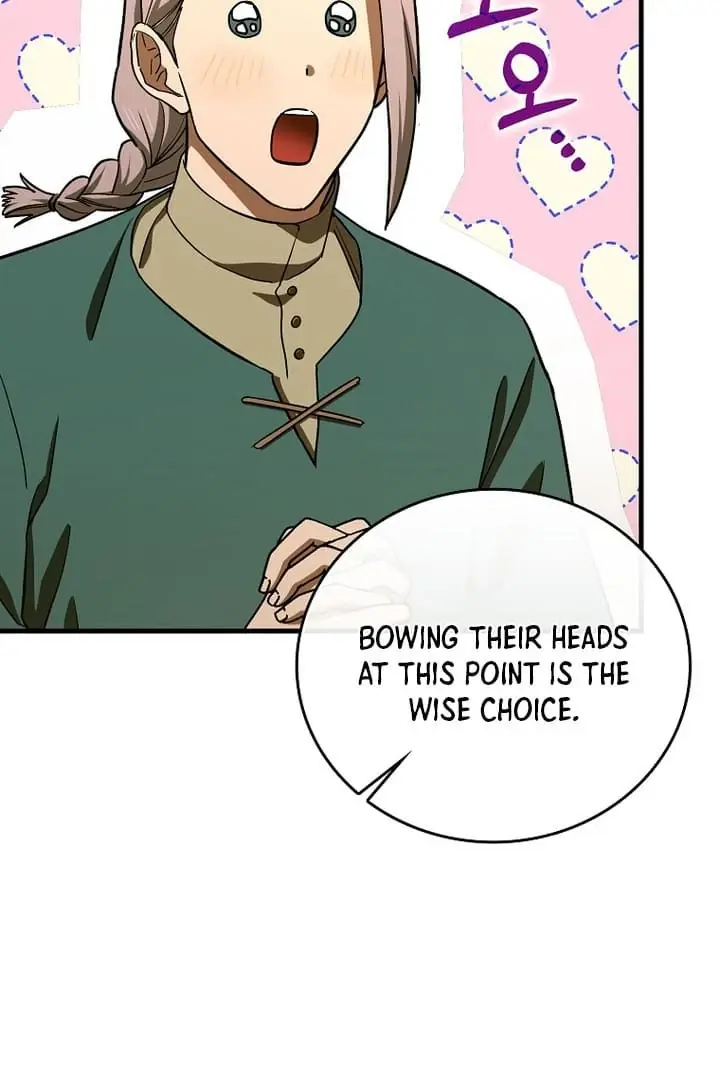 BOWING THEIR HEADS
AT THIS POINT IS THE
WISE CHOICE.